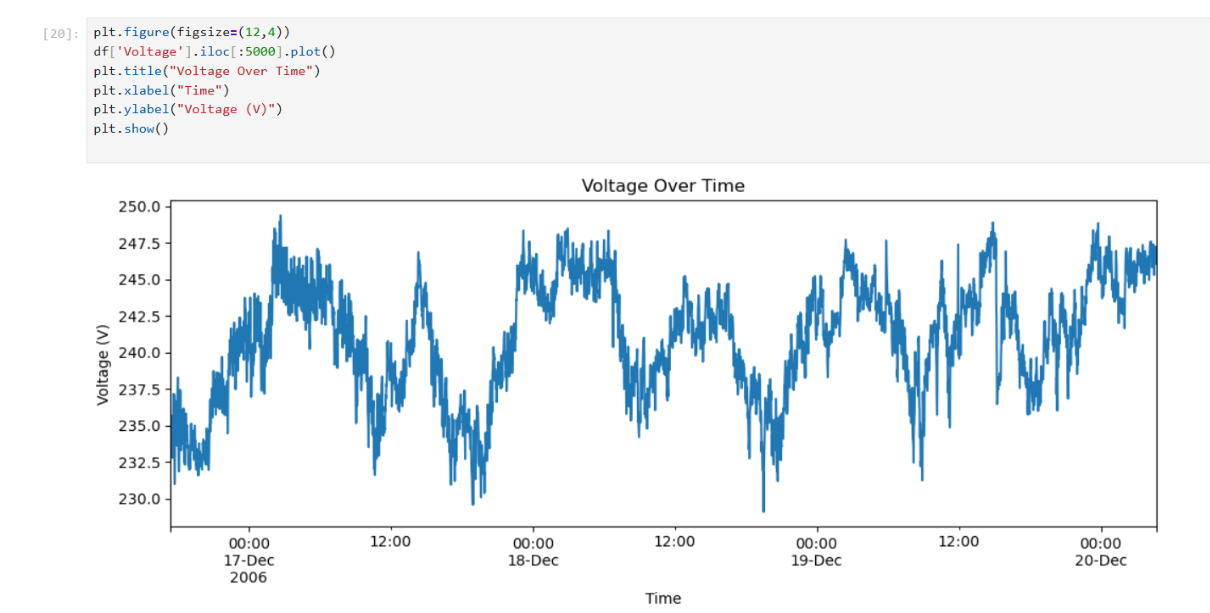 [20]: plt.figure(figsize=(12,4))
df['Voltage'].iloc[:5000].plot()
plt.title("Voltage Over Time")
plt.xlabel("Time")
plt.ylabel("Voltage (V)")
plt.show()
Voltage Over Time
250.0
247.5
245.0
242.5
240.0
237.5
235.0
232.5
230.0
Voltage (V)
00:00 12:00 00:00 12:00 00:00 12:00 00:00
17-Dec 18-Dec 19-Dec 20-Dec
2006
Time